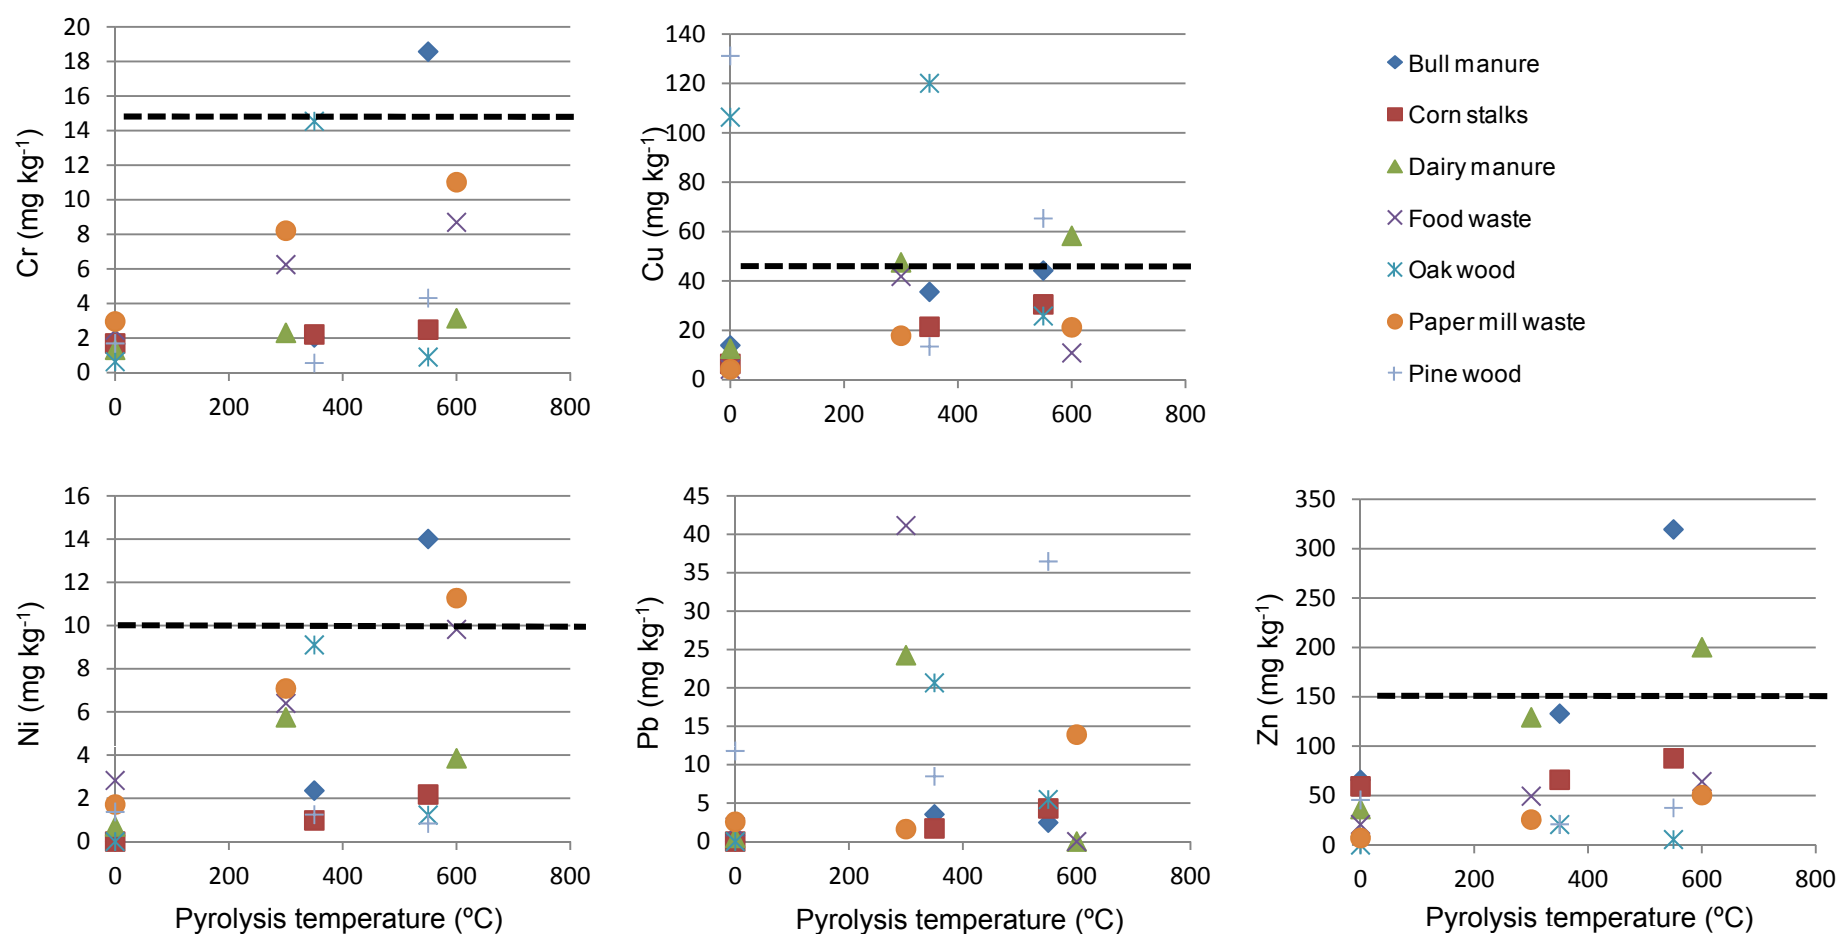 20
18
16
14
12
10
8
6
4
2
0
0 200 400 600 800
Cr (mg kg-1)
140
120
100
80
60
40
20
0
0 200 400 600 800
Cu (mg kg-1)
Bull manure
Corn stalks
Dairy manure
Food waste
Oak wood
Paper mill waste
Pine wood
16
14
12
10
8
6
4
2
0
0 200 400 600 800
Ni (mg kg-1)
Pyrolysis temperature (ºC)
45
40
35
30
25
20
15
10
5
0
0 200 400 600 800
Pb (mg kg-1)
Pyrolysis temperature (ºC)
350
300
250
200
150
100
50
0
0 200 400 600 800
Zn (mg kg-1)
Pyrolysis temperature (ºC)